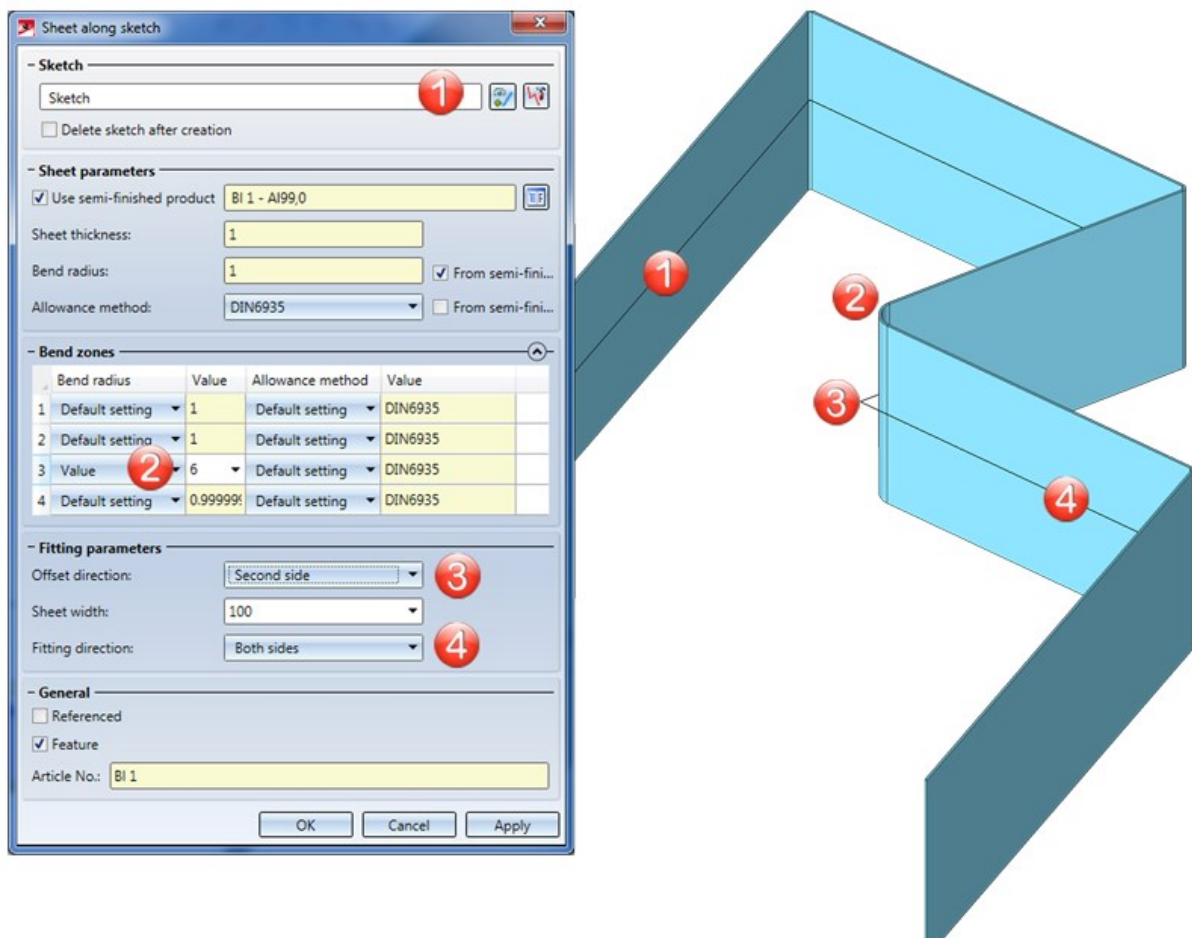 Sheet along sketch
Sketch
Sketch
1
Delete sketch after creation
Sheet parameters
Use semi-finished product BI 1 - Al99,0
Sheet thickness: 1
Bend radius: 1 From semi-fini...
Allowance method: DIN6935 From semi-fini...
Bend zones
Bend radius Value Allowance method Value
1 Default setting 1 Default setting DIN6935
2 Default setting 1 Default setting DIN6935
3 Value 2 6 Default setting DIN6935
4 Default setting 0.999999 Default setting DIN6935
Fitting parameters
Offset direction: Second side 3
Sheet width: 100
Fitting direction: Both sides 4
General
Referenced
Feature
Article No.: BI 1
OK Cancel Apply
1
2
3
4